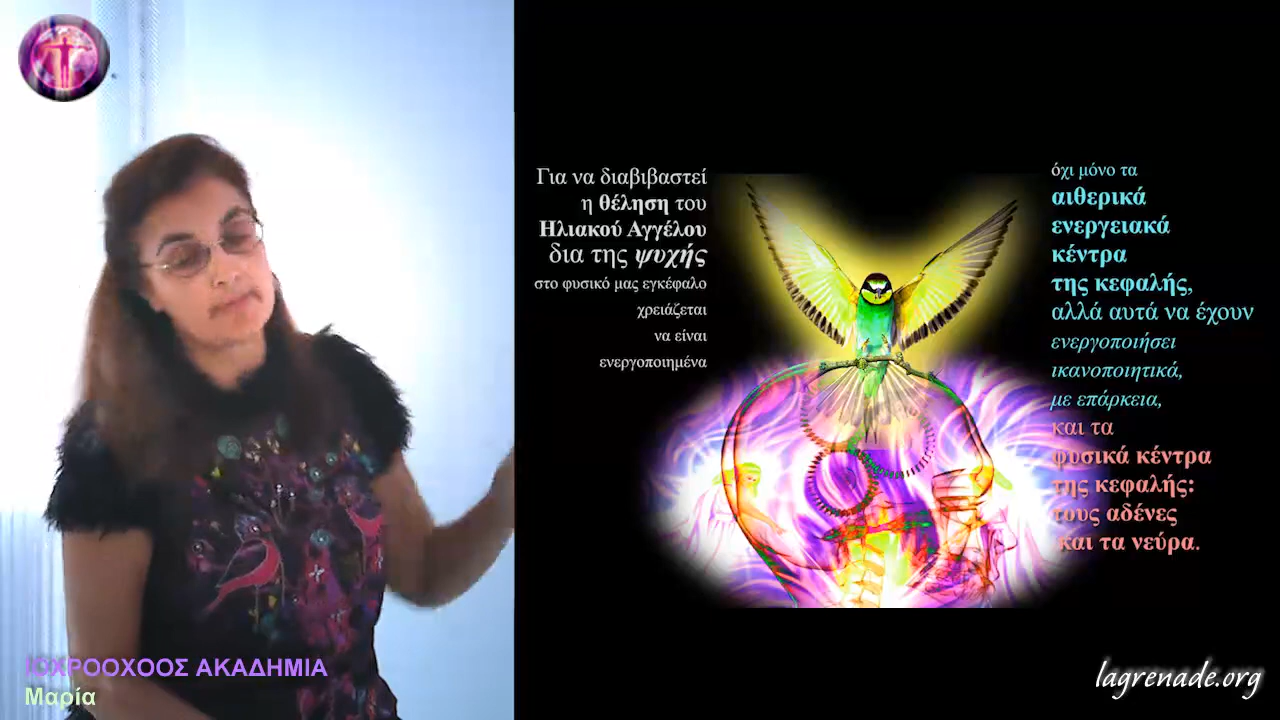 Για να διαβιβαστεί
η θέληση του
Ηλιακού Αγγέλου
δια της ψυχής
στο φυσικό μας εγκέφαλο
χρειάζεται
να είναι
ενεργοποιημένα
όχι μόνο τα
αιθερικά
ενεργειακά
κέντρα
της κεφαλής,
αλλά αυτά να έχουν
ενεργοποιήσει
ικανοποιητικά,
με επάρκεια,
και τα
φυσικά κέντρα
της κεφαλής:
τους αδένες
και τα νεύρα.
ΙΟΧΡΟΟΧΟΟΣ ΑΚΑΔΗΜΙΑ
Μαρία
lagrenade.org